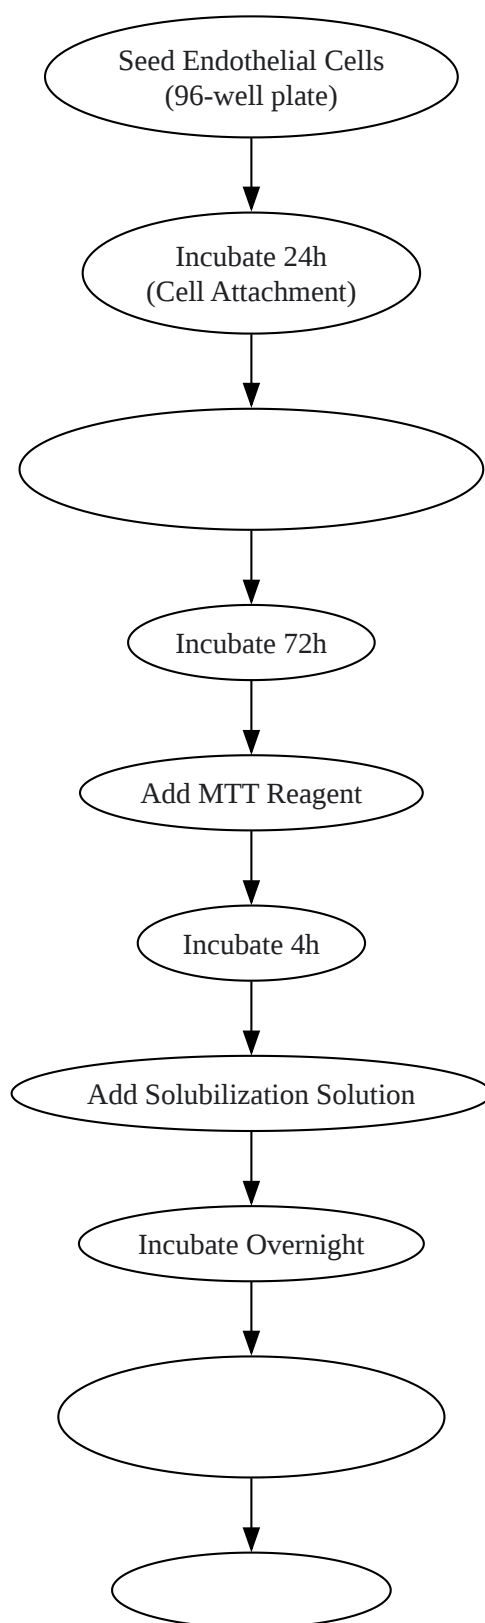 Seed Endothelial Cells
(96-well plate)
Incubate 24h
(Cell Attachment)
Incubate 72h
Add MTT Reagent
Incubate 4h
Add Solubilization Solution
Incubate Overnight